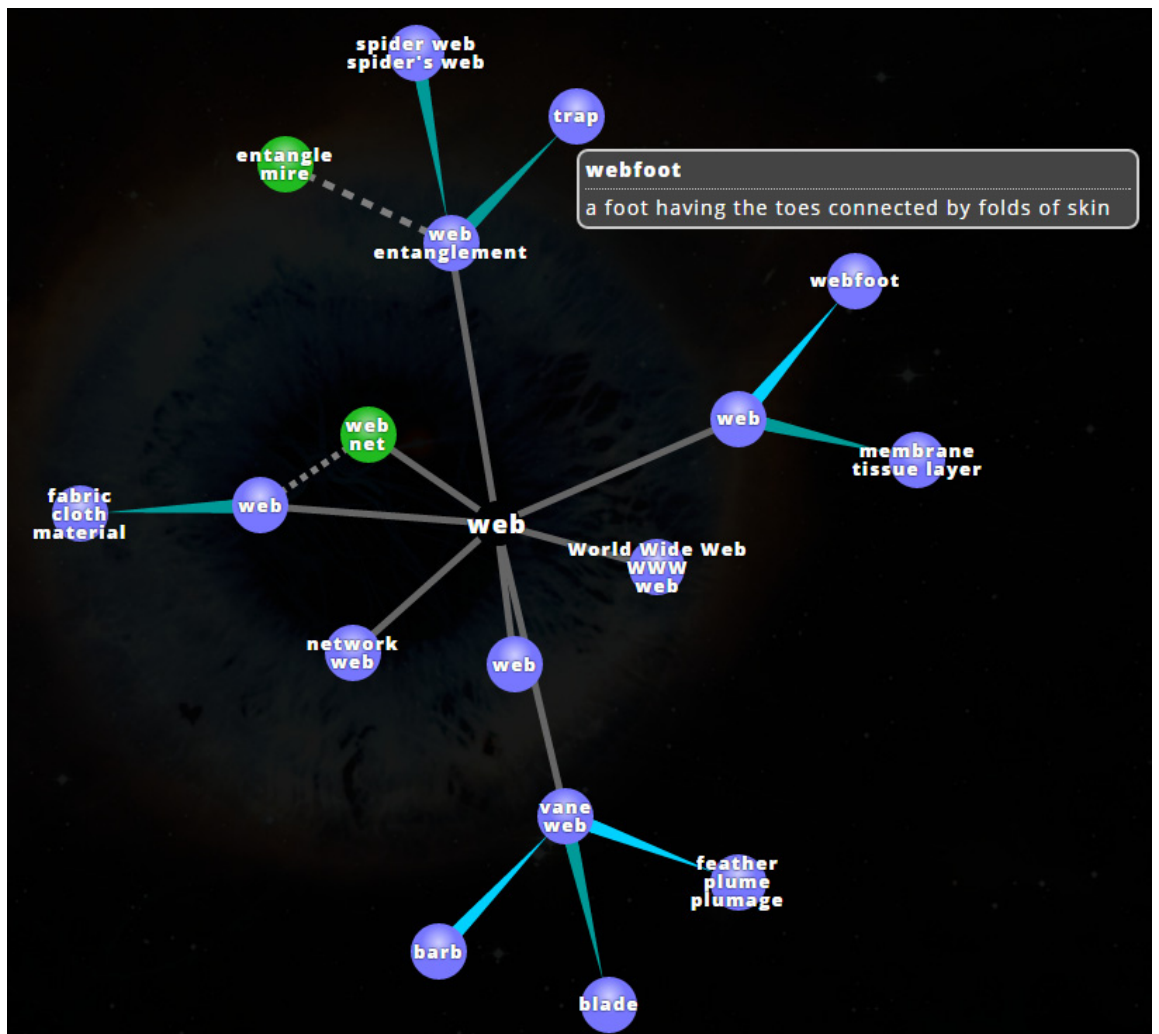 spider web
spider's web
trap
entangle
mire
webfoot
a foot having the toes connected by folds of skin
web
entanglement
webfoot
web
web
net
membrane
tissue layer
fabric
cloth
material
web
web
World Wide Web
WWW
web
network
web
web
vane
web
feather
plume
plumage
barb
blade